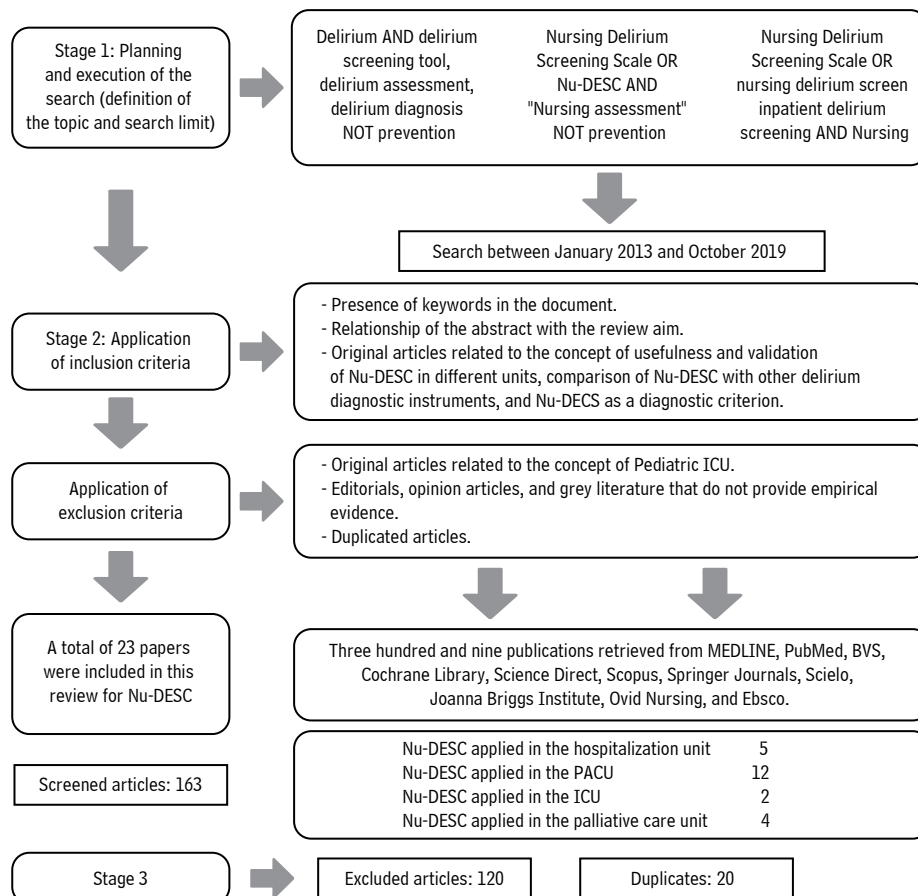 Stage 1: Planning
and execution of the
search (definition of
the topic and search limit)
Delirium AND delirium
screening tool,
delirium assessment,
delirium diagnosis
NOT prevention
Nursing Delirium
Screening Scale OR
Nu-DESC AND
"Nursing assessment"
NOT prevention
Nursing Delirium
Screening Scale OR
nursing delirium screen
inpatient delirium
screening AND Nursing
Search between January 2013 and October 2019
Stage 2: Application
of inclusion criteria
- Presence of keywords in the document.
- Relationship of the abstract with the review aim.
- Original articles related to the concept of usefulness and validation
of Nu-DESC in different units, comparison of Nu-DESC with other delirium
diagnostic instruments, and Nu-DECS as a diagnostic criterion.
Application of
exclusion criteria
- Original articles related to the concept of Pediatric ICU.
- Editorials, opinion articles, and grey literature that do not provide empirical
evidence.
- Duplicated articles.
A total of 23 papers
were included in this
review for Nu-DESC
Three hundred and nine publications retrieved from MEDLINE, PubMed, BVS,
Cochrane Library, Science Direct, Scopus, Springer Journals, Scielo,
Joanna Briggs Institute, Ovid Nursing, and Ebsco.
Screened articles: 163
Nu-DESC applied in the hospitalization unit 5
Nu-DESC applied in the PACU 12
Nu-DESC applied in the ICU 2
Nu-DESC applied in the palliative care unit 4
Stage 3
Excluded articles: 120
Duplicates: 20